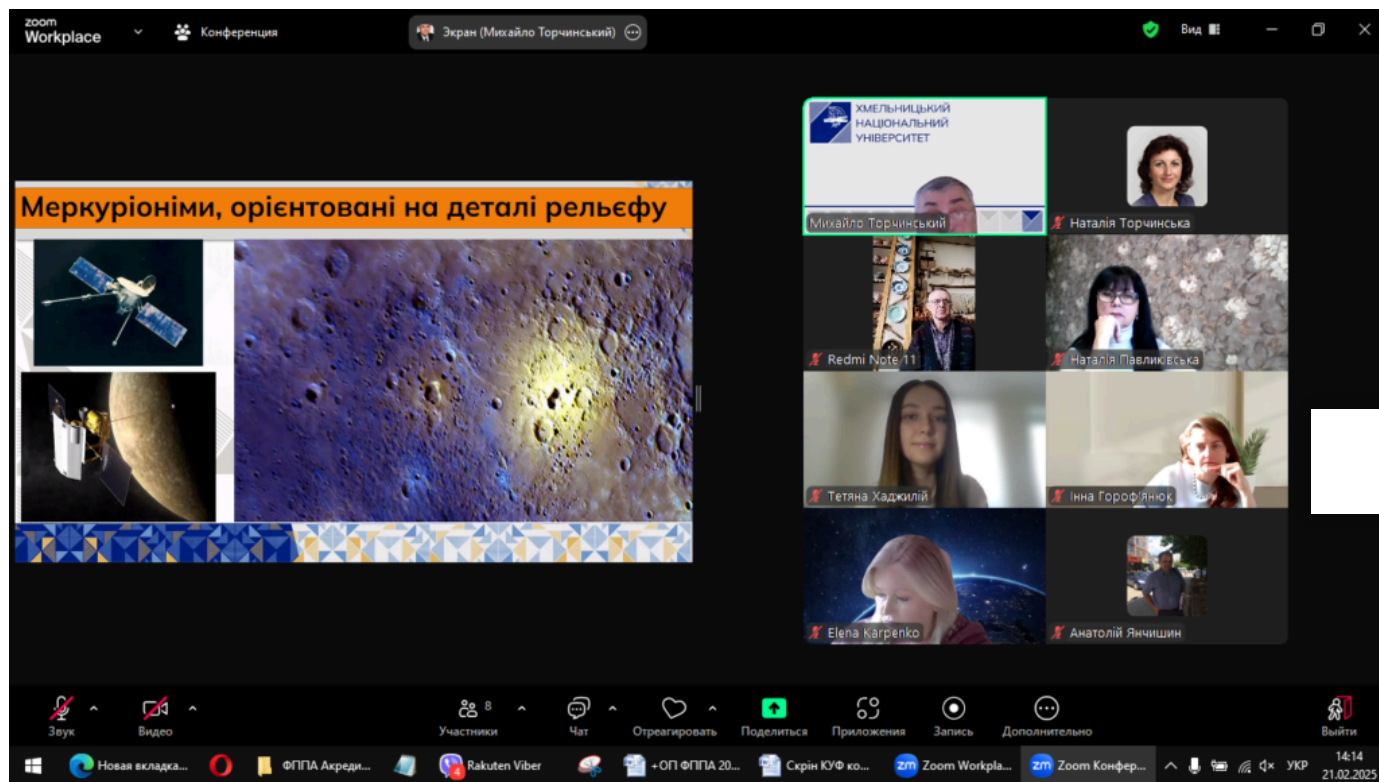 zoom
Workplace
Конференция
Экран (Михайло Торчинський)
Вид
Меркуріоніми, орієнтовані на деталі рельєфу
ХМЕЛЬНИЦЬКИЙ
НАЦІОНАЛЬНИЙ
УНІВЕРСИТЕТ
Михайло Торчинський
Наталія Торчинська
Redmi Note 11
Наталія Павликівська
Тетяна Хаджилій
Інна Гороф'янюк
Elena Karpenko
Анатолій Янчишин
8
Звук
Видео
Участники
Чат
Отреагировать
Поделиться
Приложения
Запись
Дополнительно
Выйти
Новая вкладка...
ФППА Акреди...
4
Rakuten Viber
+ОП ФППА 20...
Скрін КУФ ко...
zm
Zoom Workpla...
zm
Zoom Конфер...
УКР
14:14
21.02.2025